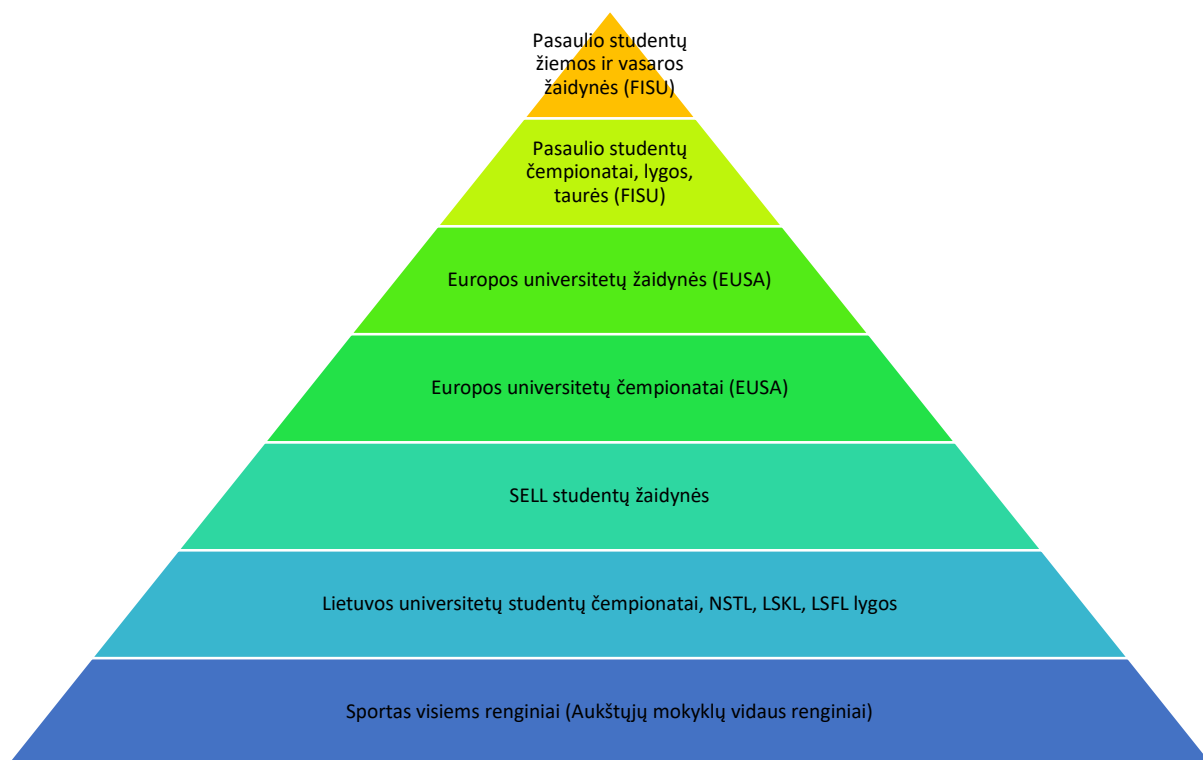 Pasaulio studentų
žiemos ir vasaros
žaidynės (FISU)
Pasaulio studentų
čempionatai, lygos,
taurės (FISU)
Europos universitetų žaidynės (EUSA)
Europos universitetų čempionatai (EUSA)
SELL studentų žaidynės
Lietuvos universitetų studentų čempionatai, NSTL, LSKL, LSFL lygos
Sportas visiems renginiai (Aukštųjų mokyklų vidaus renginiai)